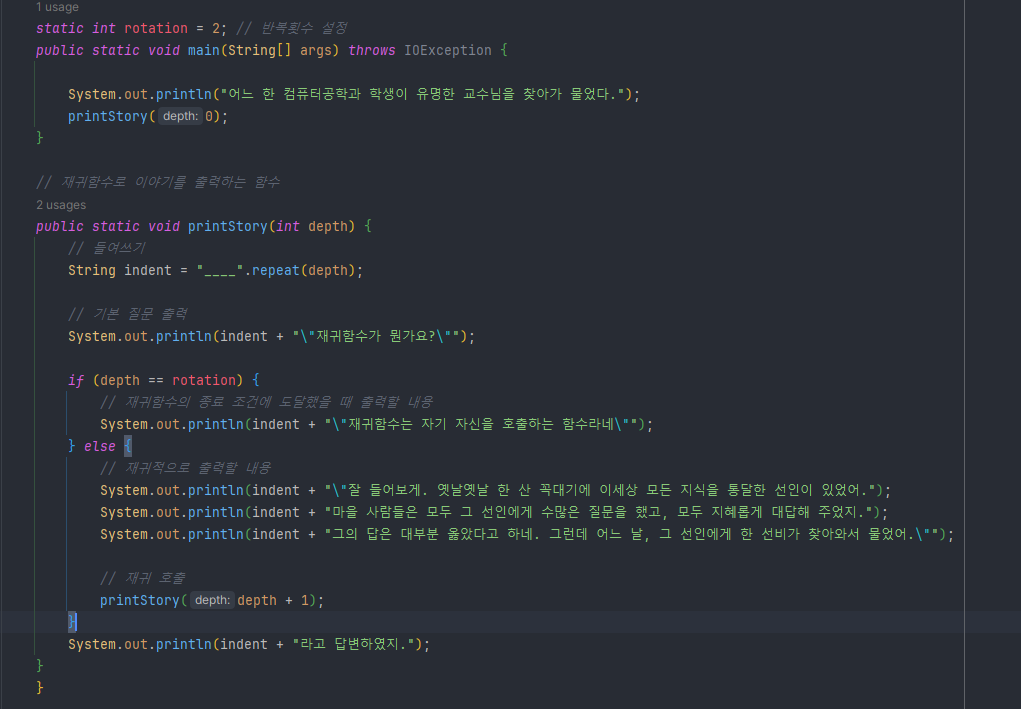 1 usage
static int rotation = 2; // 반복횟수 설정
public static void main(String[] args) throws IOException {
System.out.println("어느 한 컴퓨터공학과 학생이 유명한 교수님을 찾아가 물었다.");
printStory( depth: 0);
}
// 재귀함수로 이야기를 출력하는 함수
2 usages
public static void printStory(int depth) {
// 들여쓰기
String indent = "____".repeat(depth);
// 기본 질문 출력
System.out.println(indent + "\"재귀함수가 뭔가요?\"");
if (depth == rotation) {
// 재귀함수의 종료 조건에 도달했을 때 출력할 내용
System.out.println(indent + "\"재귀함수는 자기 자신을 호출하는 함수라네\"");
} else {
// 재귀적으로 출력할 내용
System.out.println(indent + "\"잘 들어보게. 옛날옛날 한 산 꼭대기에 이세상 모든 지식을 통달한 선인이 있었어.");
System.out.println(indent + "마을 사람들은 모두 그 선인에게 수많은 질문을 했고, 모두 지혜롭게 대답해 주었지.");
System.out.println(indent + "그의 답은 대부분 옳았다고 하네. 그런데 어느 날, 그 선인에게 한 선비가 찾아와서 물었어.\"");
// 재귀 호출
printStory( depth: depth + 1);
}
System.out.println(indent + "라고 답변하였지.");
}
}